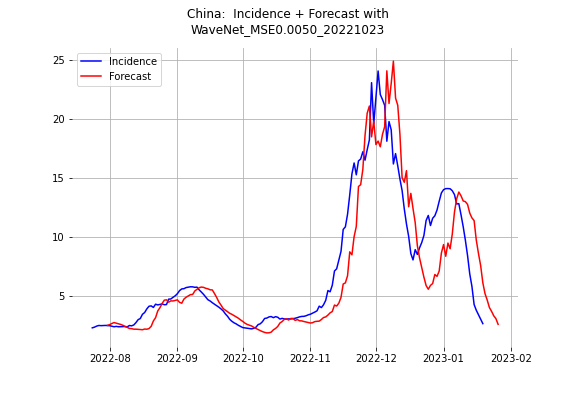 China:  Incidence + Forecast with
WaveNet_MSE0.0050_20221023
Incidence
Forecast
25
20
15
10
5
2022-08 2022-09 2022-10 2022-11 2022-12 2023-01 2023-02